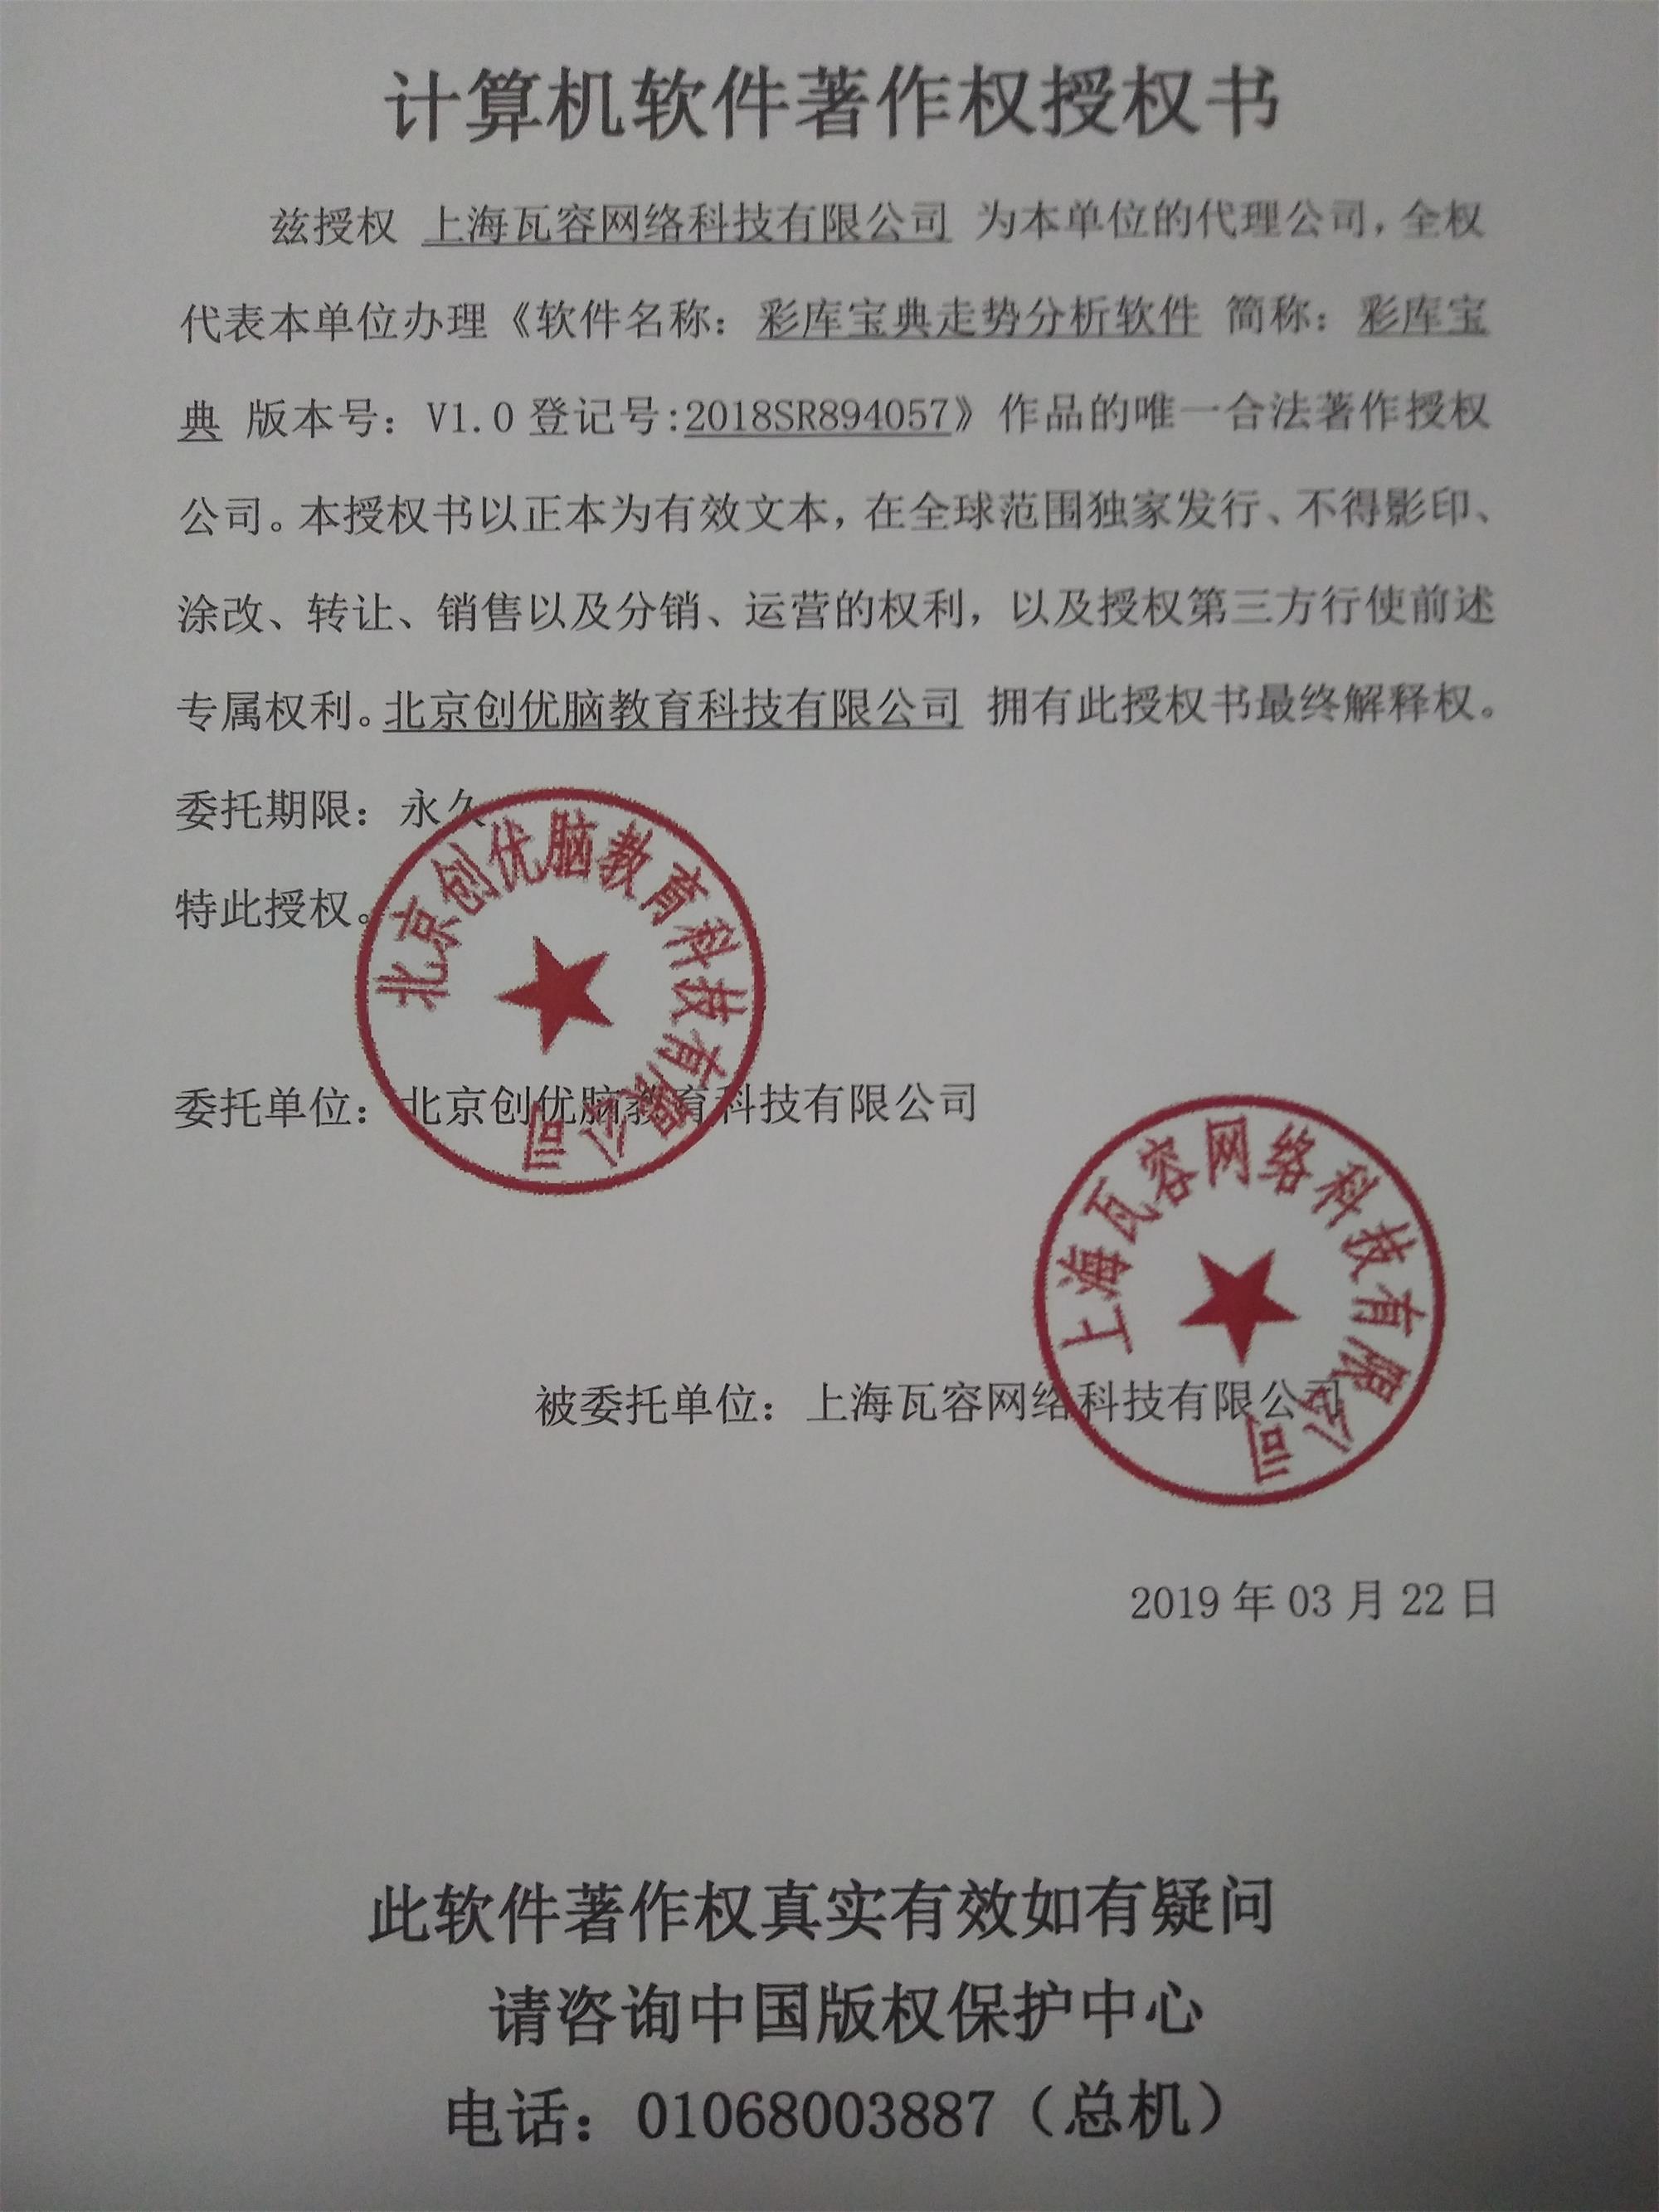 计算机软件著作权授权书
兹授权 上海瓦容网络科技有限公司 为本单位的代理公司，全权
代表本单位办理《软件名称：彩库宝典走势分析软件 简称：彩库宝
典 版本号：V1.0 登记号:2018SR894057》作品的唯一合法著作授权
公司。本授权书以正本为有效文本，在全球范围独家发行、不得影印、
涂改、转让、销售以及分销、运营的权利，以及授权第三方行使前述
专属权利。北京创优脑教育科技有限公司 拥有此授权书最终解释权。
委托期限：永久
特此授权。
北京创优脑教育科技有限公司
委托单位：北京创优脑教育科技有限公司
上海瓦容网络科技有限公司
被委托单位：上海瓦容网络科技有限公司
2019 年 03 月 22 日
此软件著作权真实有效如有疑问
请咨询中国版权保护中心
电话：01068003887（总机）